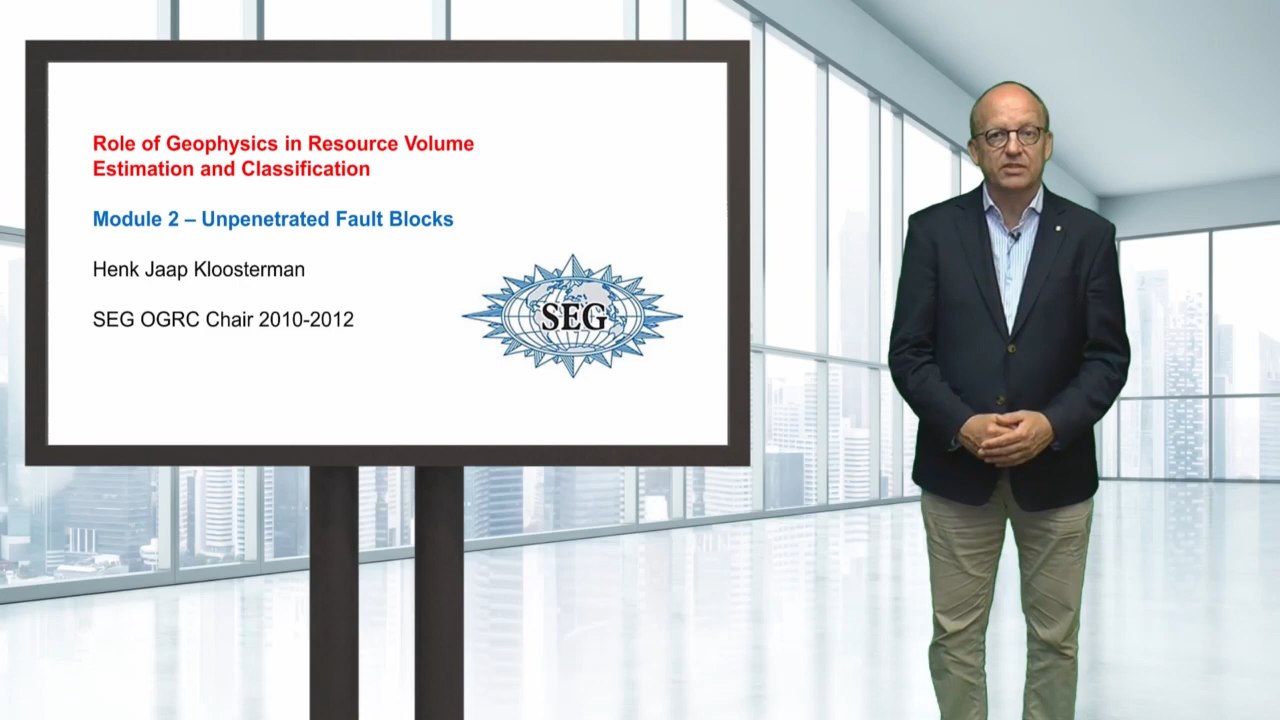 Role of Geophysics in Resource Volume
Estimation and Classification
Module 2 – Unpenetrated Fault Blocks
Henk Jaap Kloosterman
SEG OGRC Chair 2010-2012
SEG